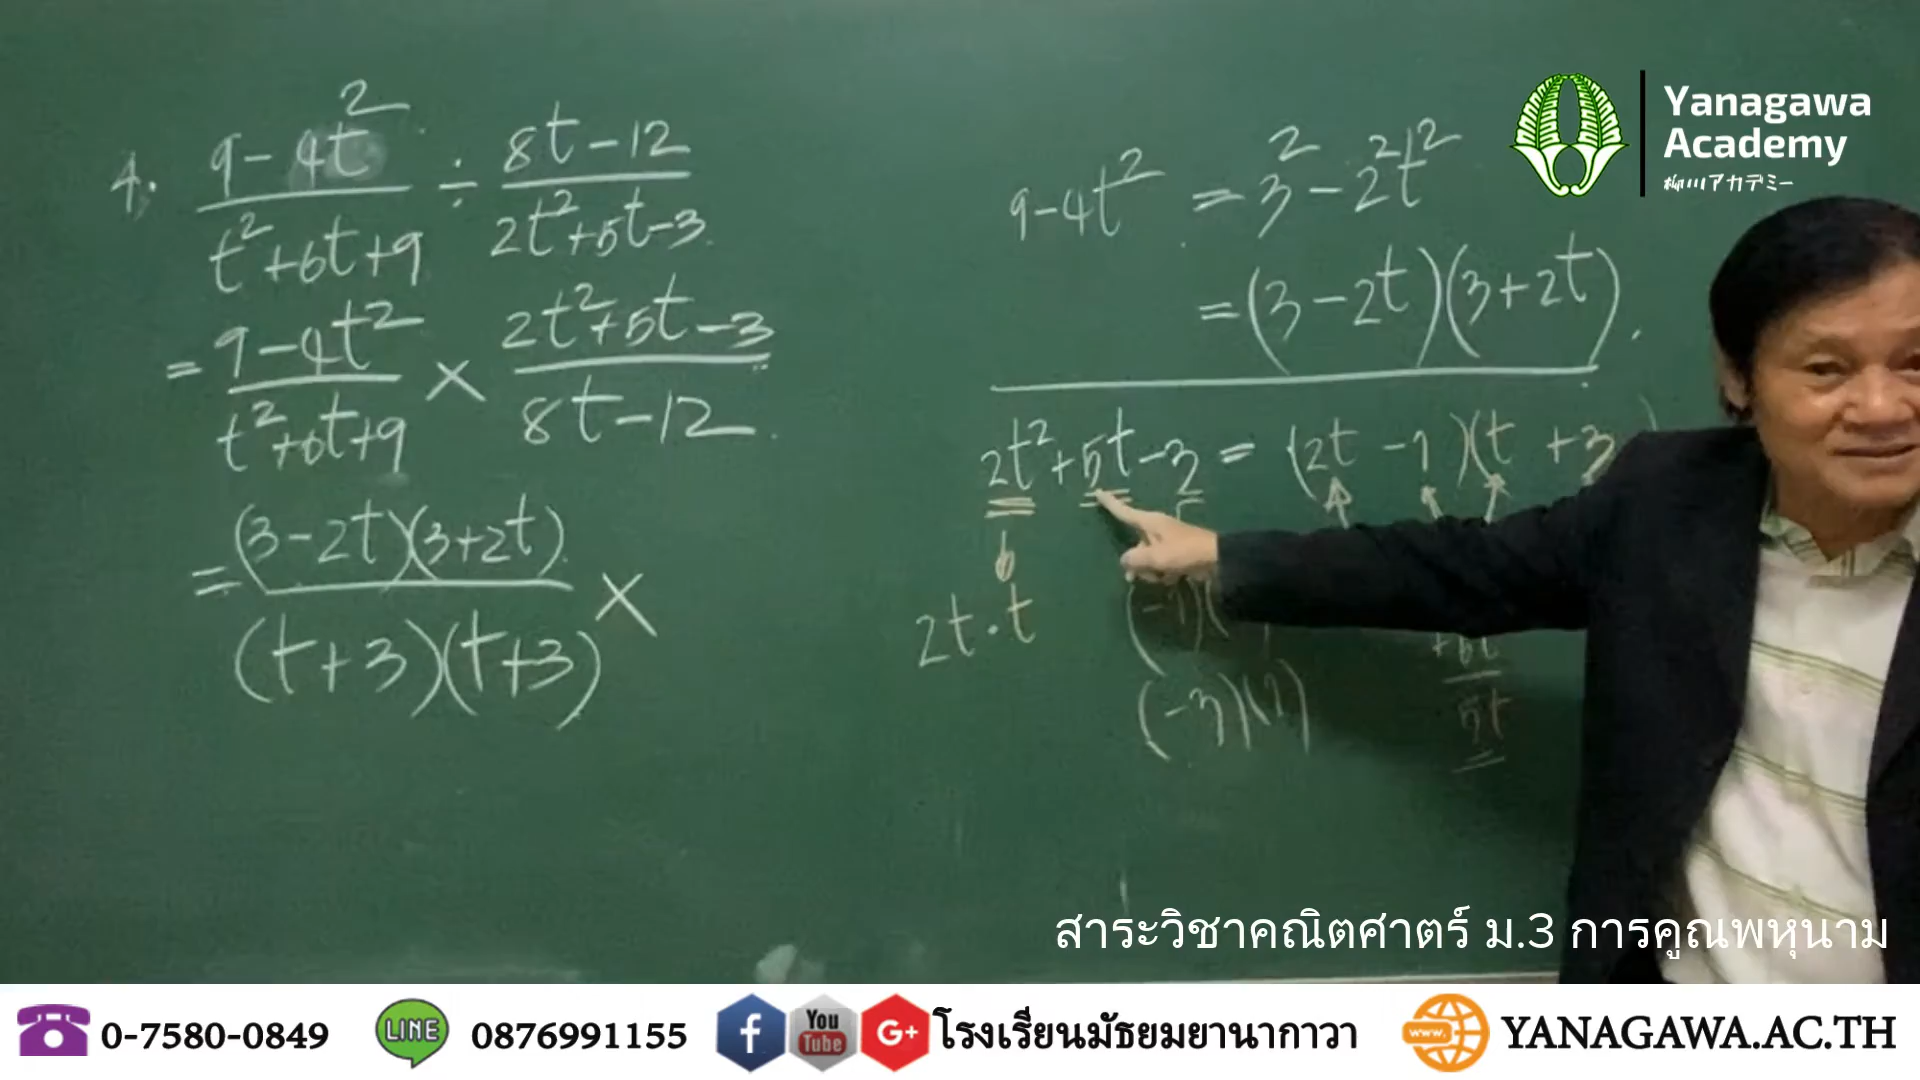 4. (9-4t²)/(t²+6t+9) ÷ (8t-12)/(2t²+5t-3)
= (9-4t²)/(t²+6t+9) × (2t²+5t-3)/(8t-12)
= (3-2t)(3+2t)/(t+3)(t+3) ×
9-4t² = 3²-2²t²
= (3-2t)(3+2t)
2t²+5t-3 = (2t -1)(t +3
2t·t
(-1)(
(-3)(1)
+6t
5t
Yanagawa
Academy
柳川アカデミー
สาระวิชาคณิตศาตร์ ม.3 การคูณพหุนาม
0-7580-0849
LINE
0876991155
f
You
Tube
G+
โรงเรียนมัธยมยานากาวา
www.
YANAGAWA.AC.TH